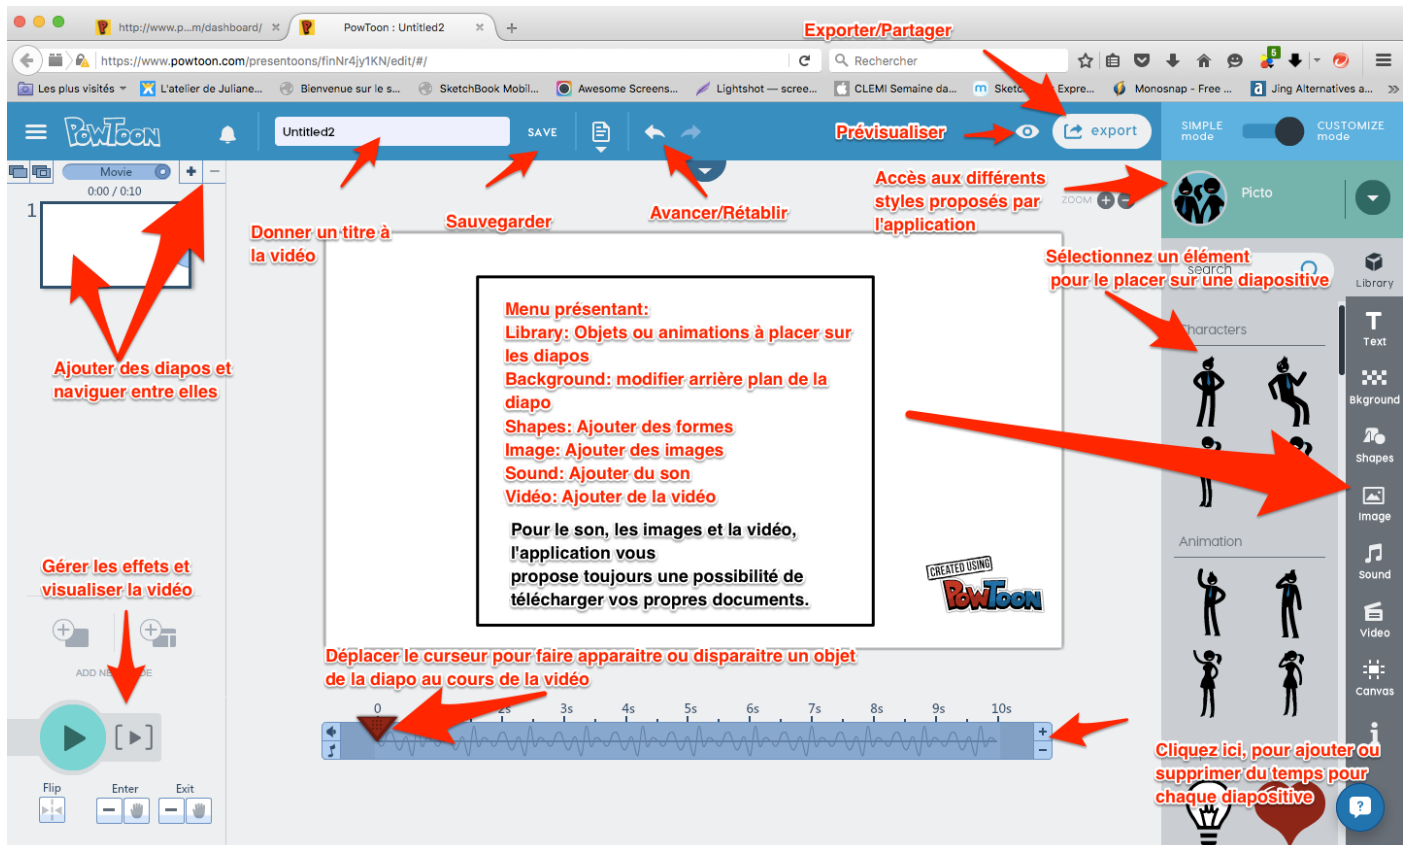 http://www.p...m/dashboard/
PowToon : Untitled2
Exporter/Partager
https://www.powtoon.com/presentoons/finNr4jy1KN/edit/#/
Rechercher
5
Les plus visités
L'atelier de Juliane...
Bienvenue sur le s...
SketchBook Mobil...
Awesome Screens...
Lightshot — scree...
CLEMI Semaine da...
Expre...
Monosnap - Free ...
Jing Alternatives a...
PowToon
Untitled2
SAVE
Prévisualiser
export
SIMPLE
mode
CUSTOMIZE
mode
Movie
0:00 / 0:10
1
Donner un titre à
la vidéo
Sauvegarder
Avancer/Rétablir
Accès aux différents
styles proposés par
l'application
ZOOM
Picto
Sélectionnez un élément
pour le placer sur une diapositive
search
Library
Text
Bkground
Shapes
Image
Sound
Video
Canvas
Characters
Animation
Ajouter des diapos et
naviguer entre elles
Menu présentant:
Library: Objets ou animations à placer sur
les diapos
Background: modifier arrière plan de la
diapo
Shapes: Ajouter des formes
Image: Ajouter des images
Sound: Ajouter du son
Vidéo: Ajouter de la vidéo
Pour le son, les images et la vidéo,
l'application vous
propose toujours une possibilité de
télécharger vos propres documents.
CREATED USING
PowToon
Gérer les effets et
visualiser la vidéo
Déplacer le curseur pour faire apparaitre ou disparaitre un objet
de la diapo au cours de la vidéo
0 3s 4s 5s 7s 8s 9s 10s
Cliquez ici, pour ajouter ou
supprimer du temps pour
chaque diapositive
Flip
Enter
Exit